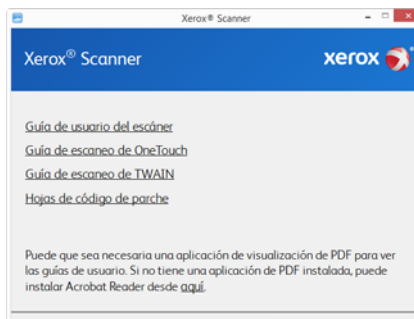 Xerox® Scanner
Xerox® Scanner
xerox
Guía de usuario del escáner
Guía de escaneo de OneTouch
Guía de escaneo de TWAIN
Hojas de código de parche
Puede que sea necesaria una aplicación de visualización de PDF para ver
las guías de usuario. Si no tiene una aplicación de PDF instalada, puede
instalar Acrobat Reader desde aquí.